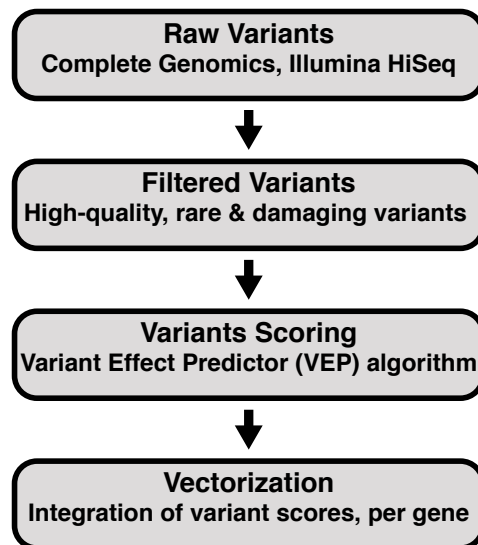 Raw Variants
Complete Genomics, Illumina HiSeq
Filtered Variants
High-quality, rare & damaging variants
Variants Scoring
Variant Effect Predictor (VEP) algorithm
Vectorization
Integration of variant scores, per gene